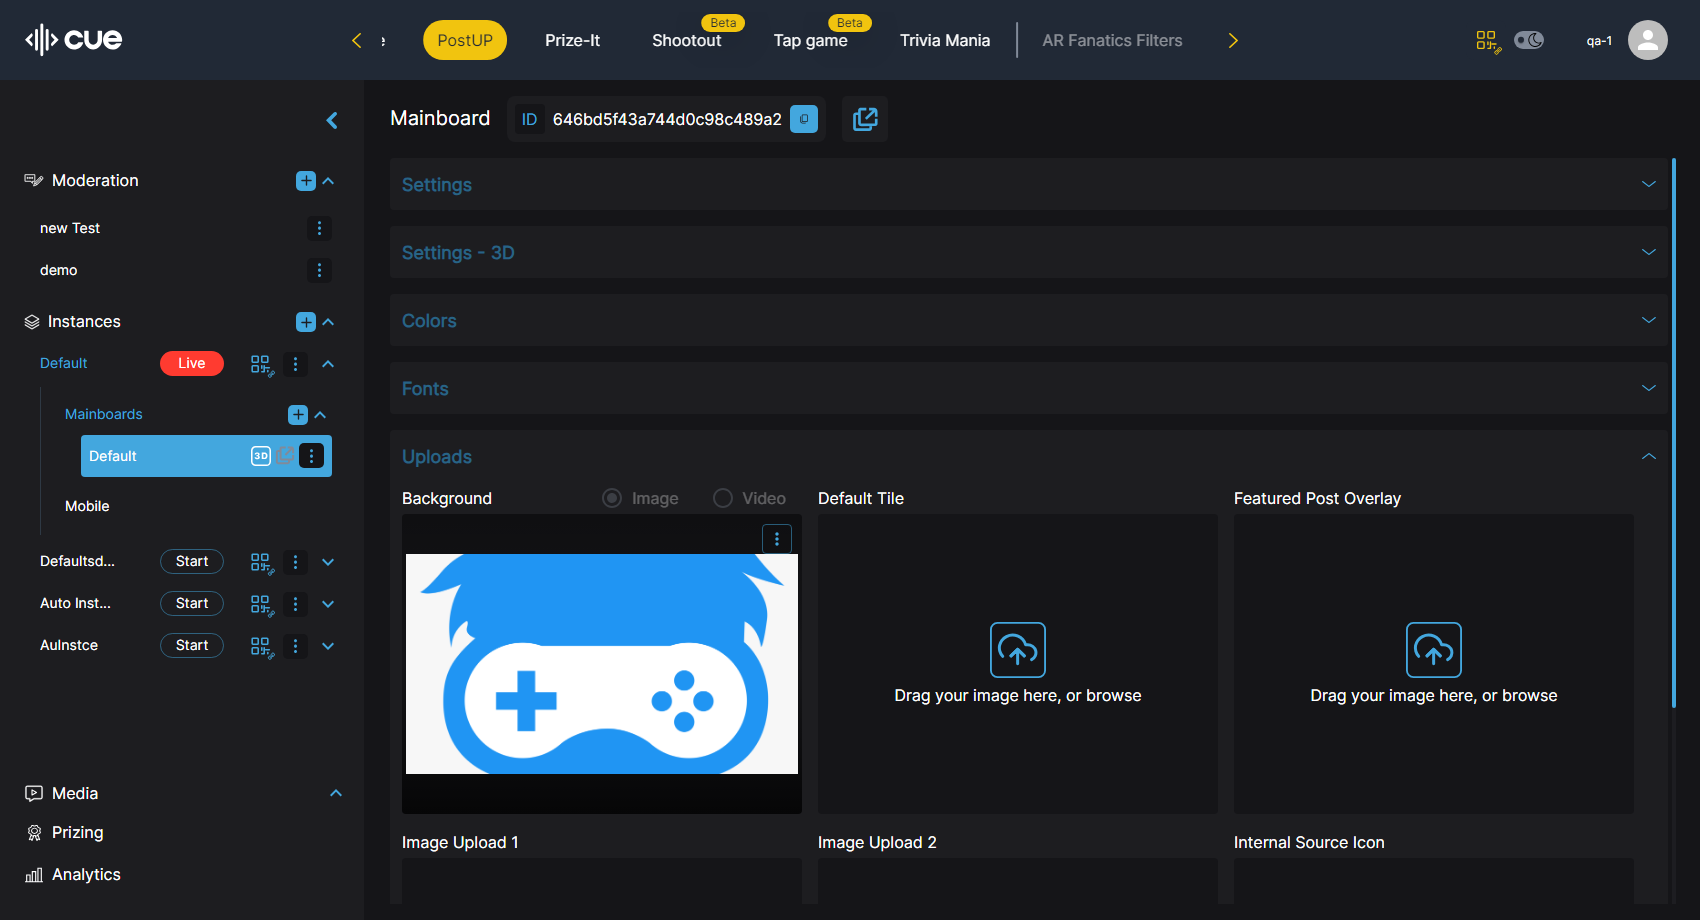 cue
PostUP
Prize-It
Beta
Shootout
Beta
Tap game
Trivia Mania
AR Fanatics Filters
qa-1
Mainboard
ID
646bd5f43a744d0c98c489a2
Moderation
new Test
demo
Instances
Default
Live
Mainboards
Default
3D
Mobile
Defaultsd...
Start
Auto Inst...
Start
AuInstce
Start
Media
Prizing
Analytics
Settings
Settings - 3D
Colors
Fonts
Uploads
Background
Image
Video
Default Tile
Featured Post Overlay
Drag your image here, or browse
Drag your image here, or browse
Image Upload 1
Image Upload 2
Internal Source Icon